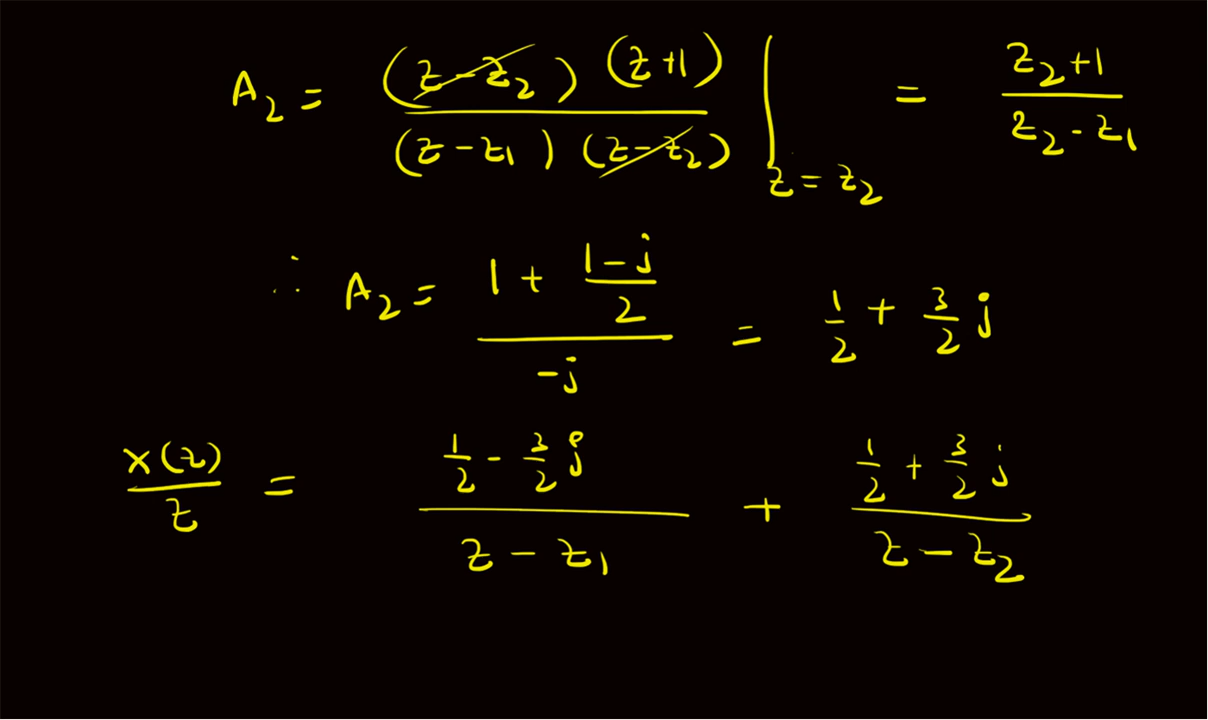 A₂ = ((z - z₂)(z + 1)) / ((z - z₁)(z - z₂)) |_{z = z₂} = (z₂ + 1) / (z₂ - z₁)
∴ A₂ = (1 + (1 - j)/2) / (-j) = 1/2 + 3/2 j
X(z)/z = (1/2 - 3/2 j) / (z - z₁) + (1/2 + 3/2 j) / (z - z₂)